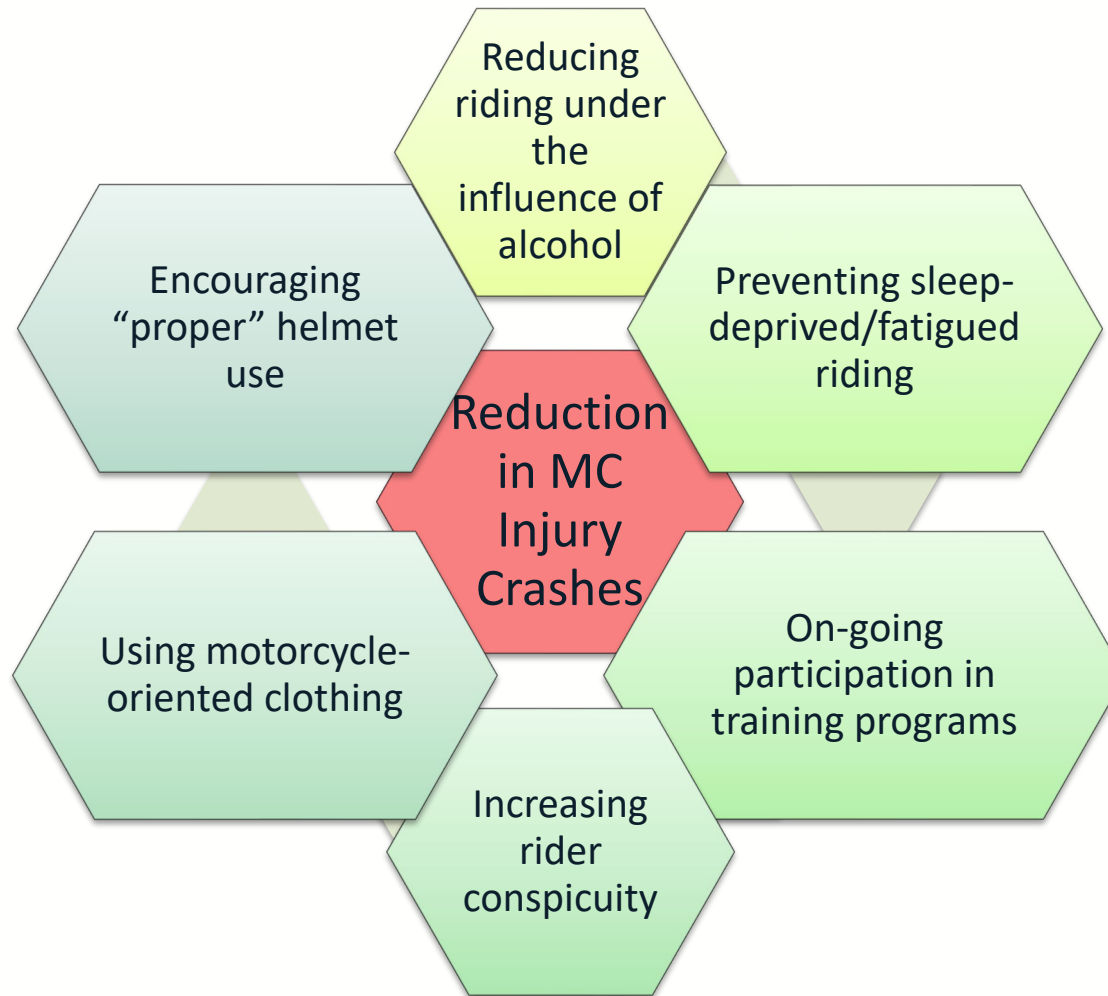 Reducing
riding under
the
influence of
alcohol
Preventing sleep-
deprived/fatigued
riding
On-going
participation in
training programs
Increasing
rider
conspicuity
Using motorcycle-
oriented clothing
Encouraging
“proper” helmet
use
Reduction
in MC
Injury
Crashes